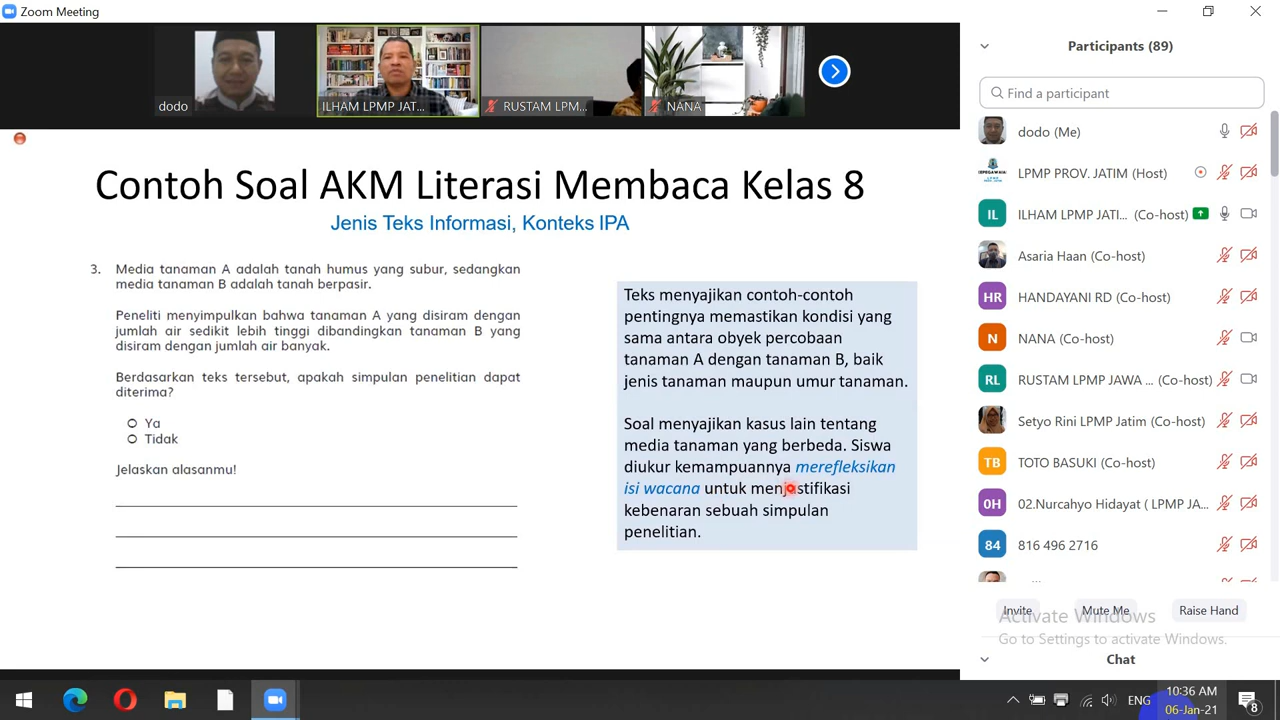 Zoom Meeting
dodo
ILHAM LPMP JAT...
RUSTAM LPM...
NANA
Contoh Soal AKM Literasi Membaca Kelas 8
Jenis Teks Informasi, Konteks IPA
3. Media tanaman A adalah tanah humus yang subur, sedangkan
media tanaman B adalah tanah berpasir.
Peneliti menyimpulkan bahwa tanaman A yang disiram dengan
jumlah air sedikit lebih tinggi dibandingkan tanaman B yang
disiram dengan jumlah air banyak.
Berdasarkan teks tersebut, apakah simpulan penelitian dapat
diterima?
Ya
Tidak
Jelaskan alasanmu!
Teks menyajikan contoh-contoh
pentingnya memastikan kondisi yang
sama antara obyek percobaan
tanaman A dengan tanaman B, baik
jenis tanaman maupun umur tanaman.
Soal menyajikan kasus lain tentang
media tanaman yang berbeda. Siswa
diukur kemampuannya merefleksikan
isi wacana untuk menjustifikasi
kebenaran sebuah simpulan
penelitian.
Participants (89)
Find a participant
dodo (Me)
LPMP PROV. JATIM (Host)
IL ILHAM LPMP JATI... (Co-host)
Asaria Haan (Co-host)
HR HANDAYANI RD (Co-host)
N NANA (Co-host)
RL RUSTAM LPMP JAWA ... (Co-host)
Setyo Rini LPMP Jatim (Co-host)
TB TOTO BASUKI (Co-host)
0H 02.Nurcahyo Hidayat ( LPMP JA...
84 816 496 2716
Invite
Mute Me
Raise Hand
Activate Windows
Go to Settings to activate Windows.
Chat
ENG
10:36 AM
06-Jan-21
8